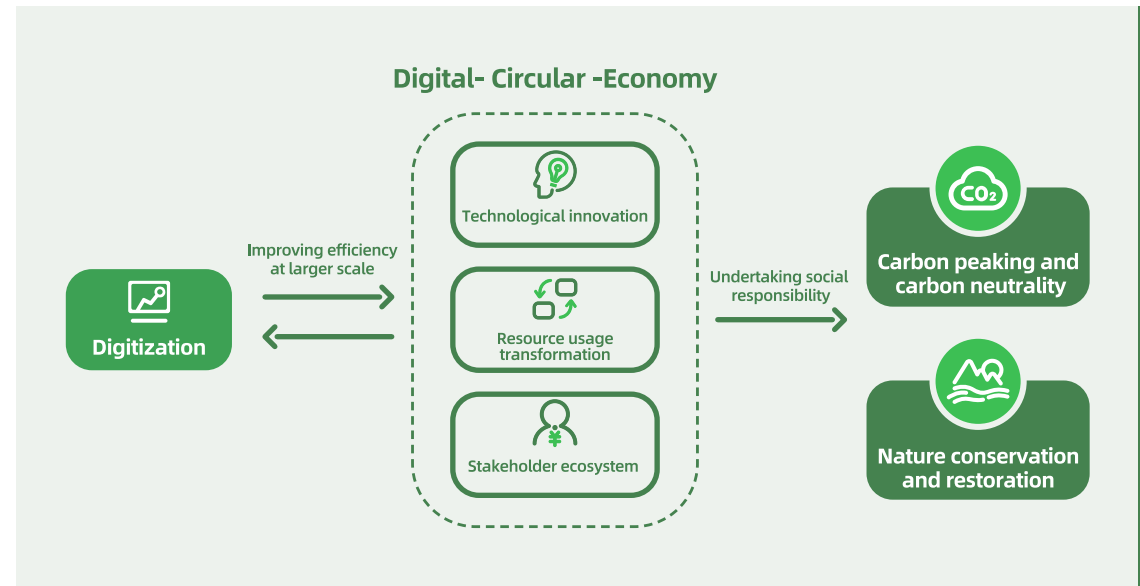 Digital- Circular -Economy
Technological innovation
Improving efficiency
at larger scale
Digitization
Resource usage
transformation
Stakeholder ecosystem
¥
Undertaking social
responsibility
CO₂
Carbon peaking and
carbon neutrality
Nature conservation
and restoration